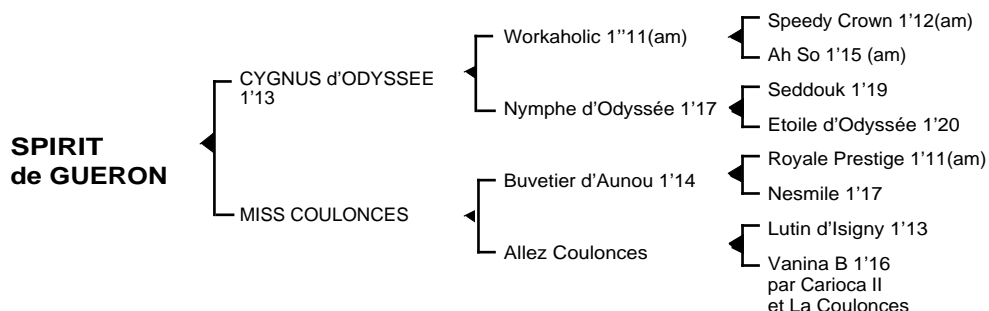 SPIRIT
de GUERON
CYGNUS d'ODYSSEE
1'13
MISS COULONCES
Workaholic 1''11(am)
Nymphe d'Odyssée 1'17
Buvetier d'Aunou 1'14
Allez Coulonces
Speedy Crown 1'12(am)
Ah So 1'15 (am)
Seddouk 1'19
Etoile d'Odyssée 1'20
Royale Prestige 1'11(am)
Nesmile 1'17
Lutin d'Isigny 1'13
Vanina B 1'16
par Carioca II
et La Coulonces